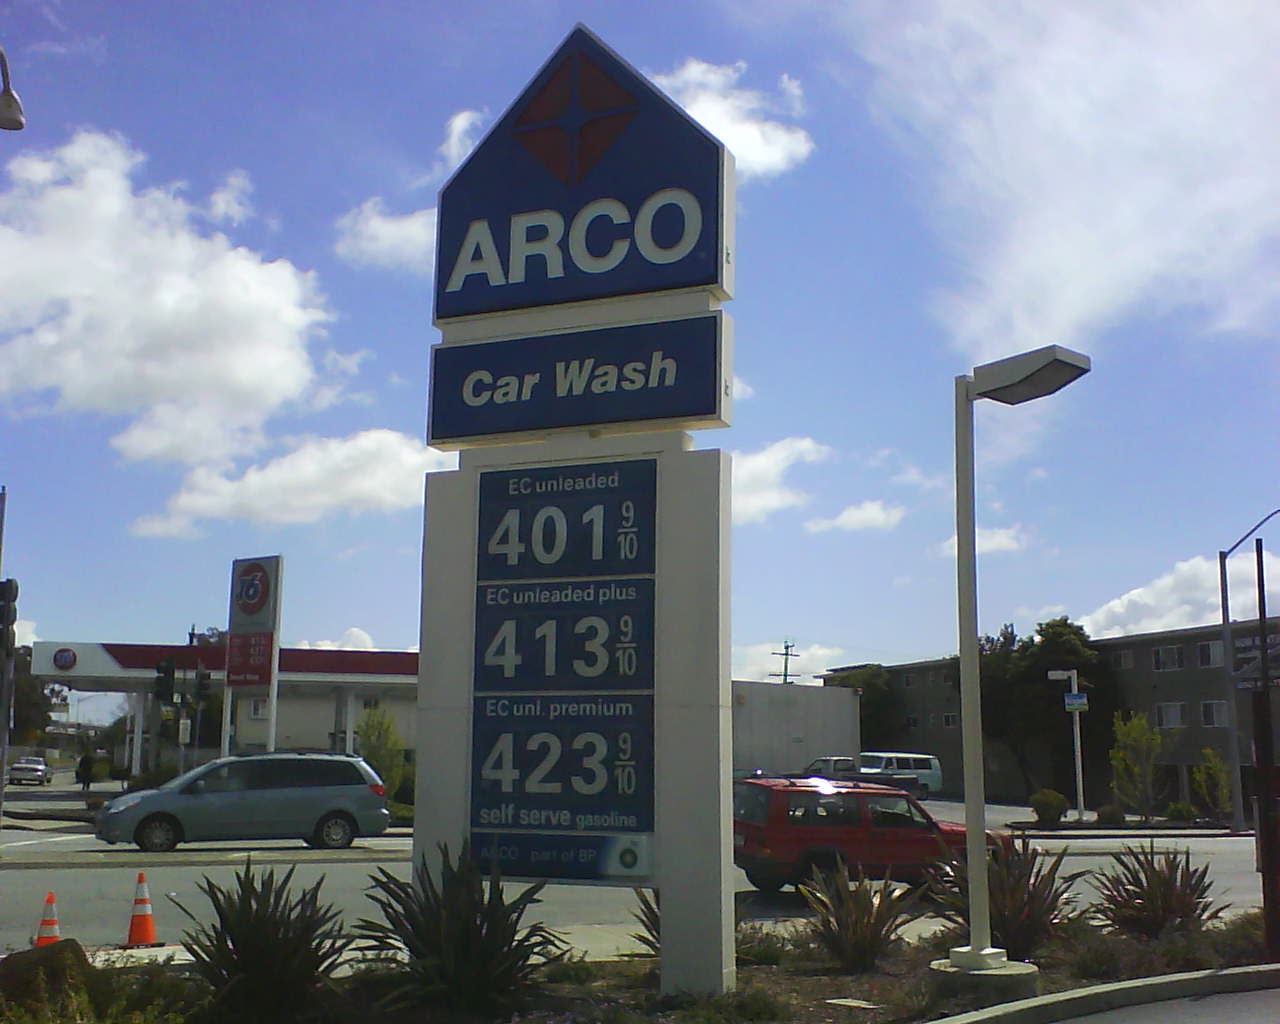 ARCO
Car Wash
EC unleaded
401 9/10
EC unleaded plus
413 9/10
EC unl. premium
423 9/10
self serve gasoline
ARCO part of BP
76